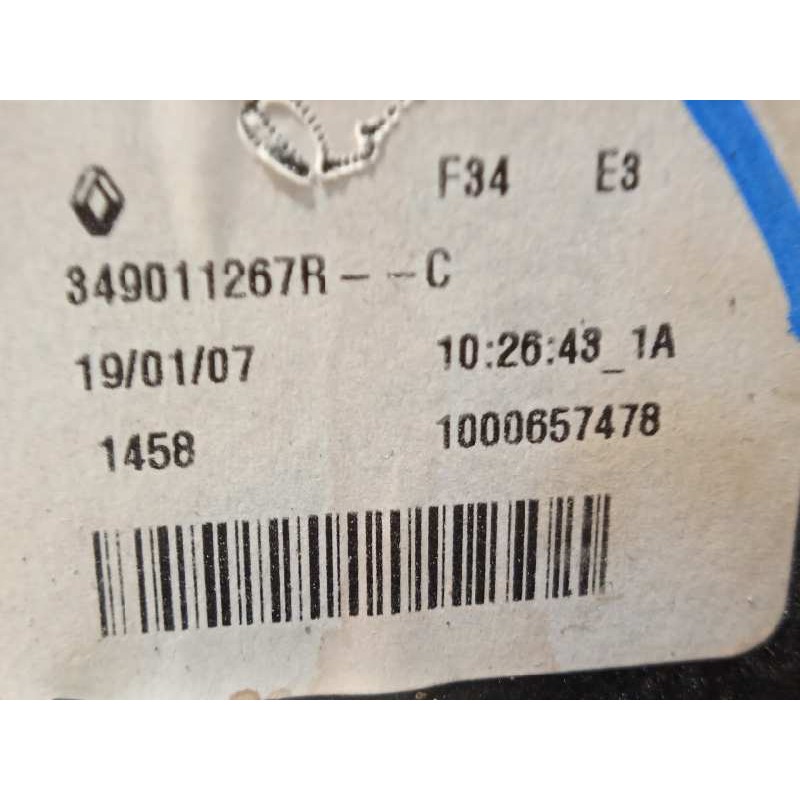 F34 E3
349011267R--C
19/01/07 10:26:43_1A
1458 1000657478